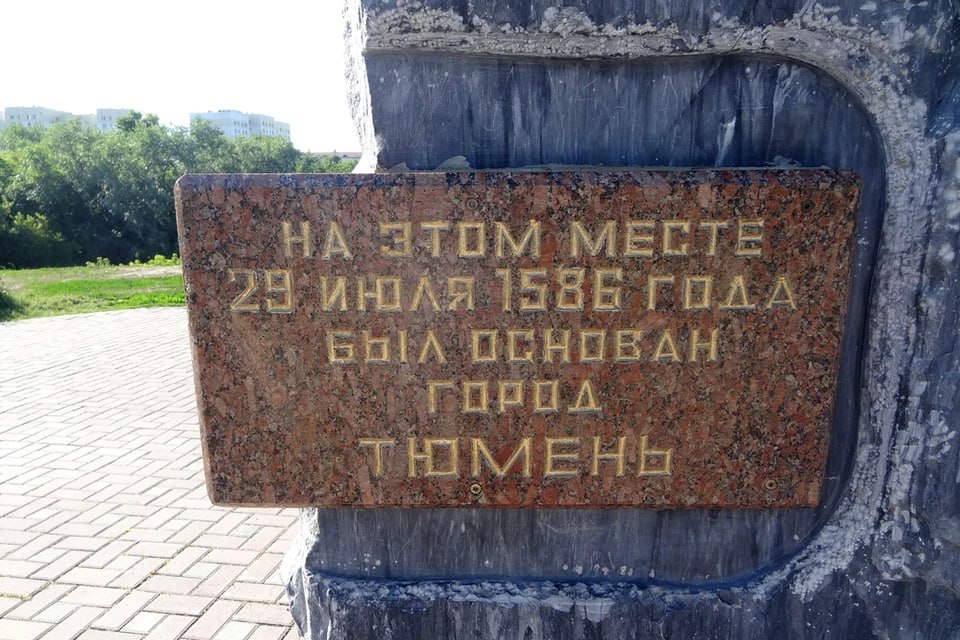 НА ЭТОМ МЕСТЕ
29 ИЮЛЯ 1586 ГОДА
БЫЛ ОСНОВАН
ГОРОД
ТЮМЕНЬ